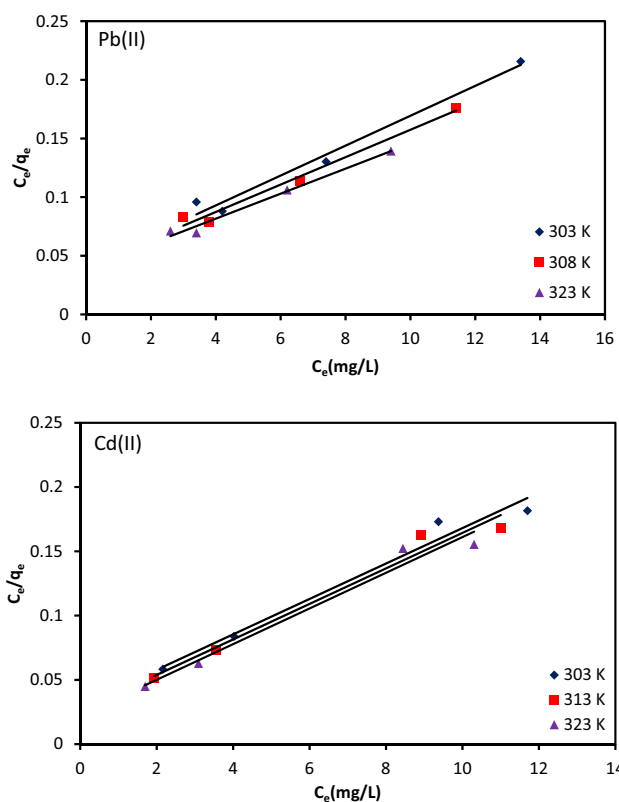 Pb(II)
0.25
0.2
0.15
0.1
0.05
0
Ce/qe
303 K
308 K
323 K
0 2 4 6 8 10 12 14 16
Ce(mg/L)
Cd(II)
0.25
0.2
0.15
0.1
0.05
0
Ce/qe
303 K
313 K
323 K
0 2 4 6 8 10 12 14
Ce(mg/L)